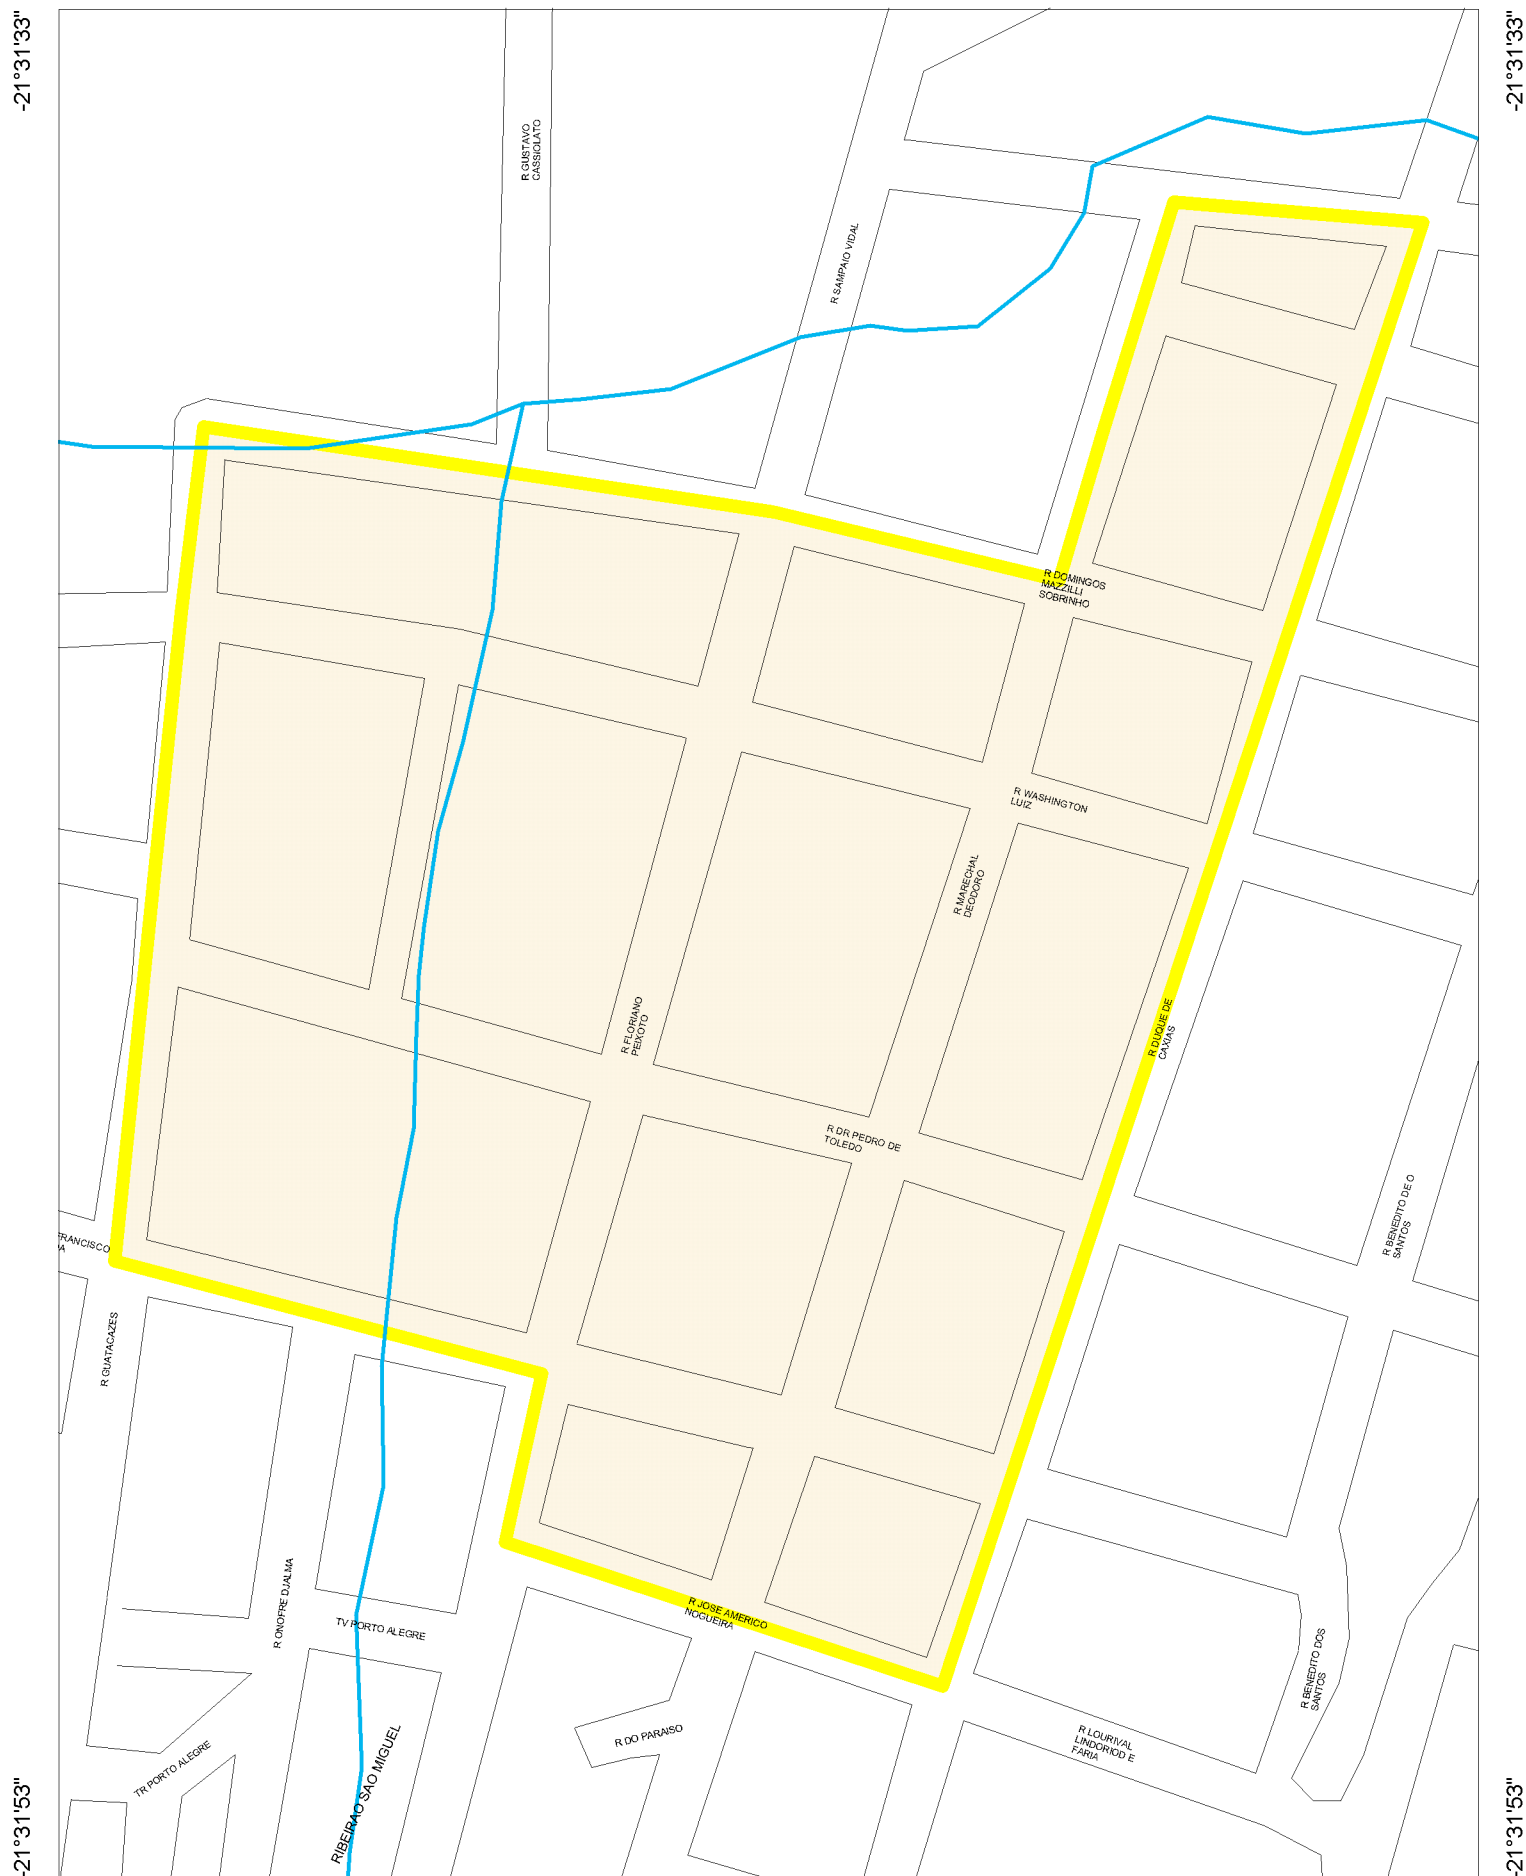 -21°31'33"
-21°31'33"
R GUSTAVO
CASSIOLATO
R SAMPAIO VIDAL
R DOMINGOS
MAZZILLI
SOBRINHO
R WASHINGTON
LUIZ
R MARECHAL
DEODORO
R FLORIANO
PEIXOTO
R DUQUE DE
CAXIAS
R DR PEDRO DE
TOLEDO
R BENEDITO DE O
SANTOS
FRANCISCO
R GUATACAZES
R ONOFRE DJALMA
R JOSE AMERICO
NOGUEIRA
TV PORTO ALEGRE
R BENEDITO DOS
SANTOS
R DO PARAISO
R LOURIVAL
LINDORIOD E
FARIA
TR PORTO ALEGRE
RIBEIRAO SAO MIGUEL
-21°31'53"
-21°31'53"